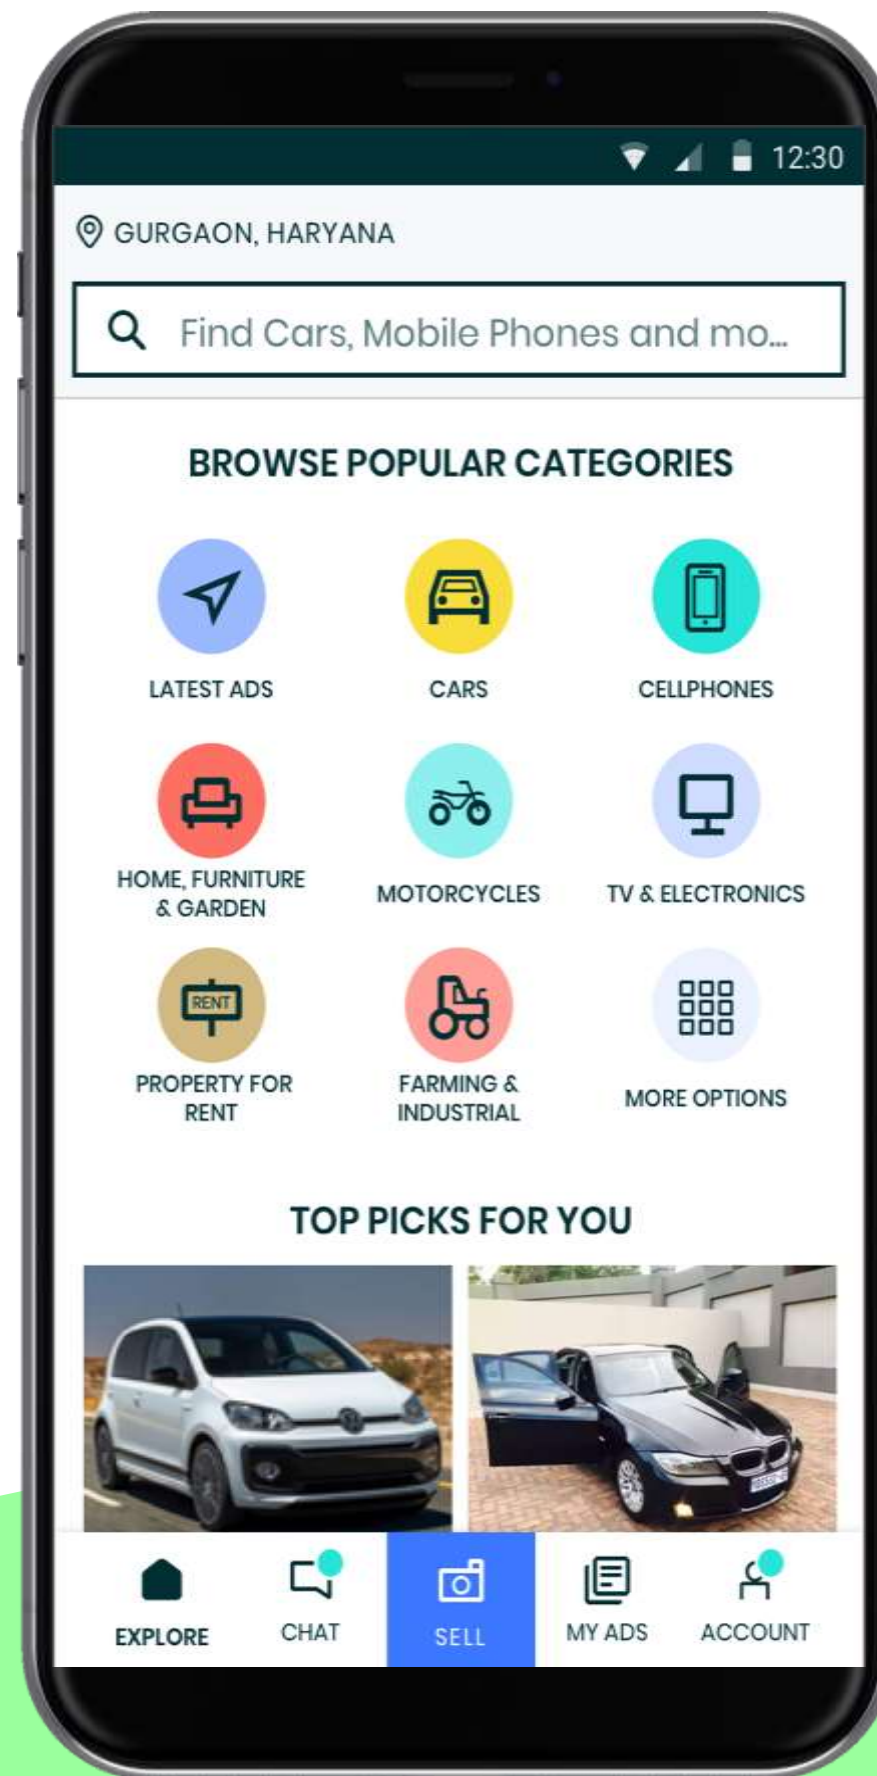 12:30
GURGAON, HARYANA
Find Cars, Mobile Phones and mo...
BROWSE POPULAR CATEGORIES
LATEST ADS
CARS
CELLPHONES
HOME, FURNITURE
& GARDEN
MOTORCYCLES
TV & ELECTRONICS
RENT
PROPERTY FOR
RENT
FARMING &
INDUSTRIAL
MORE OPTIONS
TOP PICKS FOR YOU
EXPLORE
CHAT
SELL
MY ADS
ACCOUNT